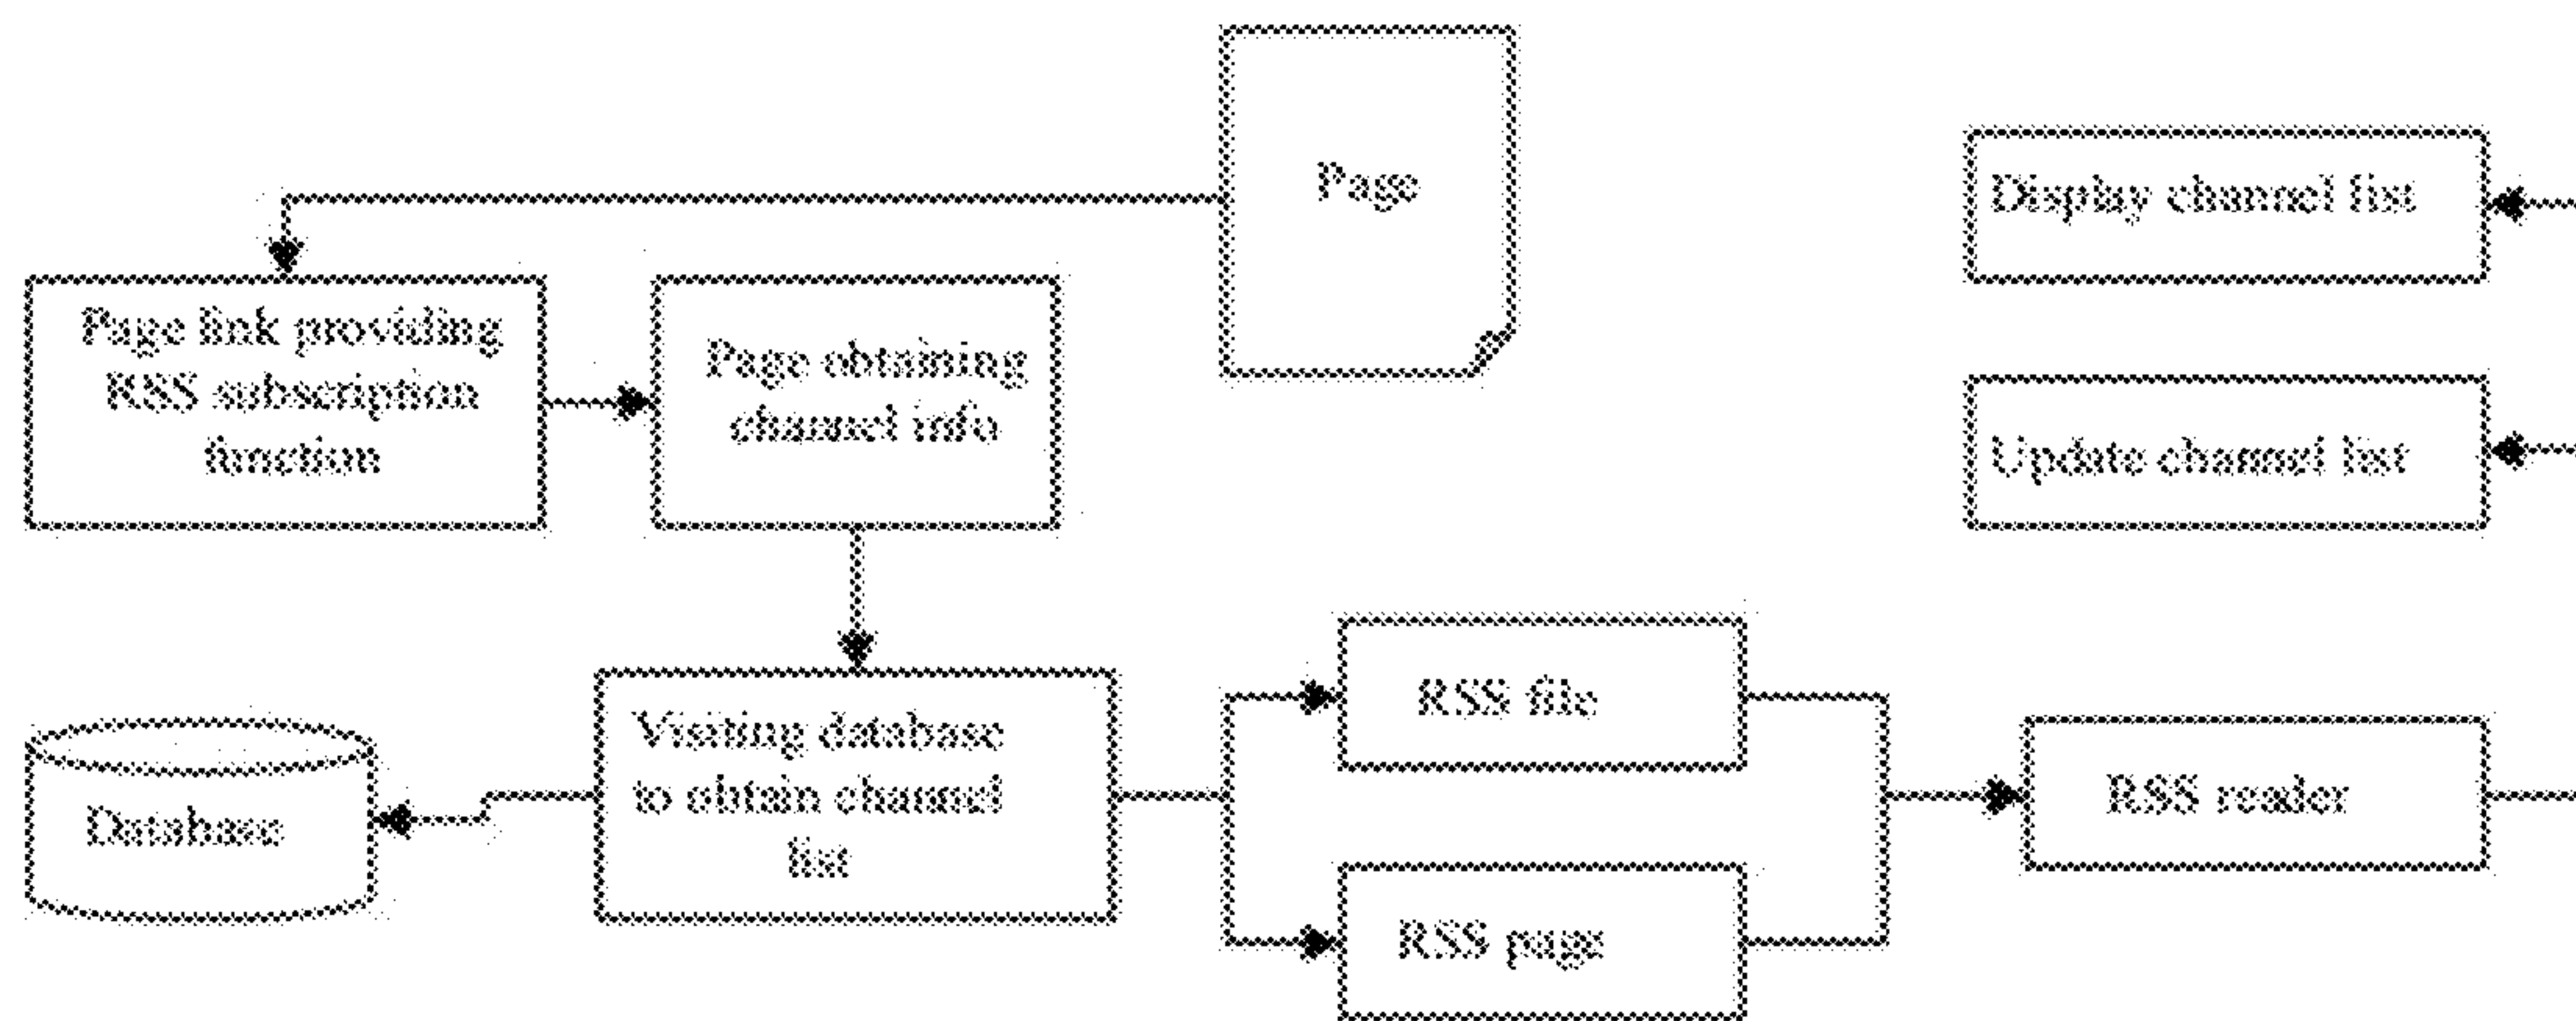 Page
Display channel list
Page link providing
RSS subscription
function
Page obtaining
channel info
Update channel list
RSS file
Visiting database
to obtain channel
list
Database
RSS reader
RSS page